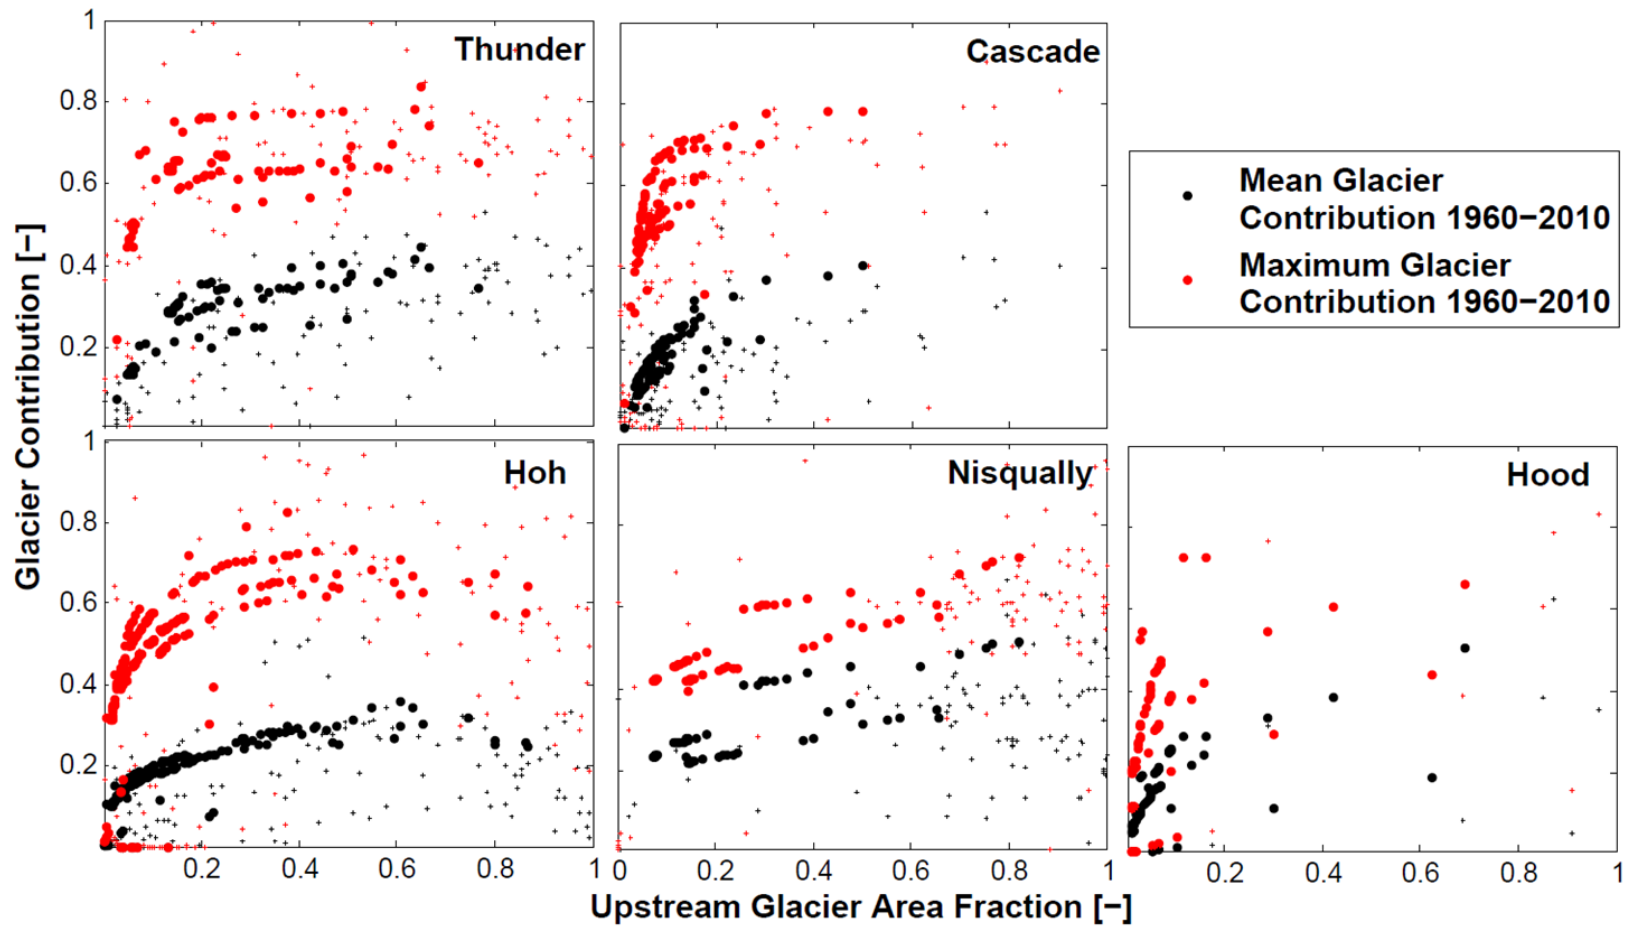 1
0.8
0.6
0.4
0.2
Thunder
Cascade
Mean Glacier
Contribution 1960−2010
Maximum Glacier
Contribution 1960−2010
Glacier Contribution [−]
1
0.8
0.6
0.4
0.2
Hoh
Nisqually
Hood
0.2 0.4 0.6 0.8 1
0 0.2 0.4 0.6 0.8 1
0.2 0.4 0.6 0.8 1
Upstream Glacier Area Fraction [−]